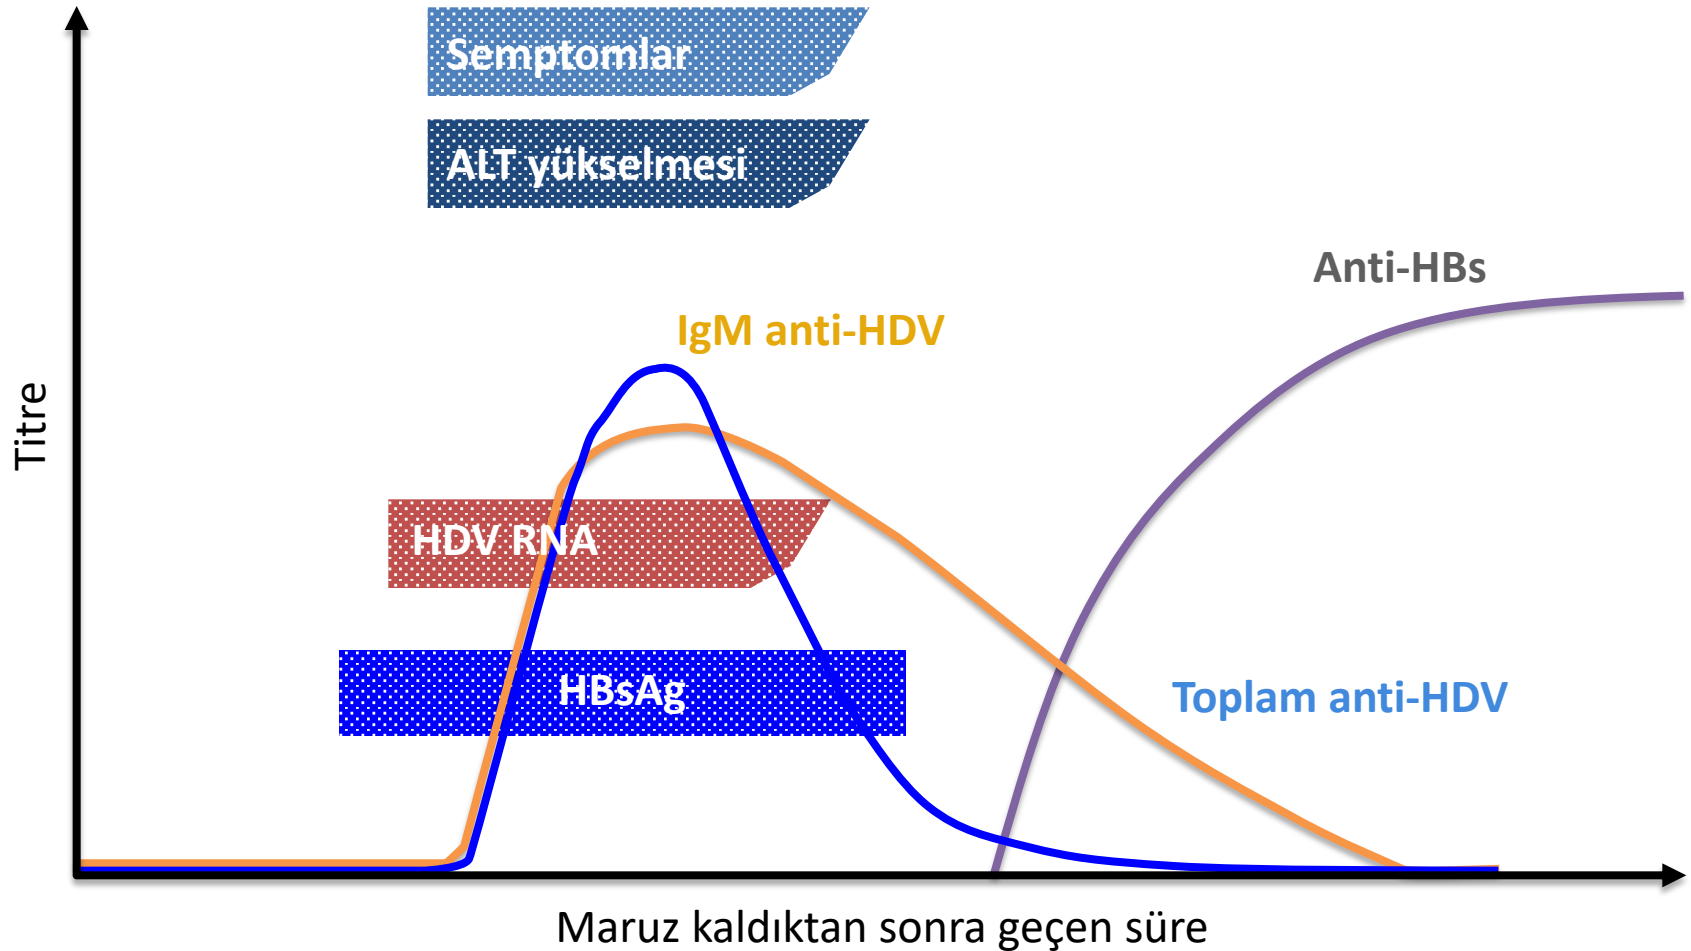 Semptomlar
ALT yükselmesi
Anti-HBs
IgM anti-HDV
Titre
HDV RNA
HBsAg
Toplam anti-HDV
Maruz kaldıktan sonra geçen süre